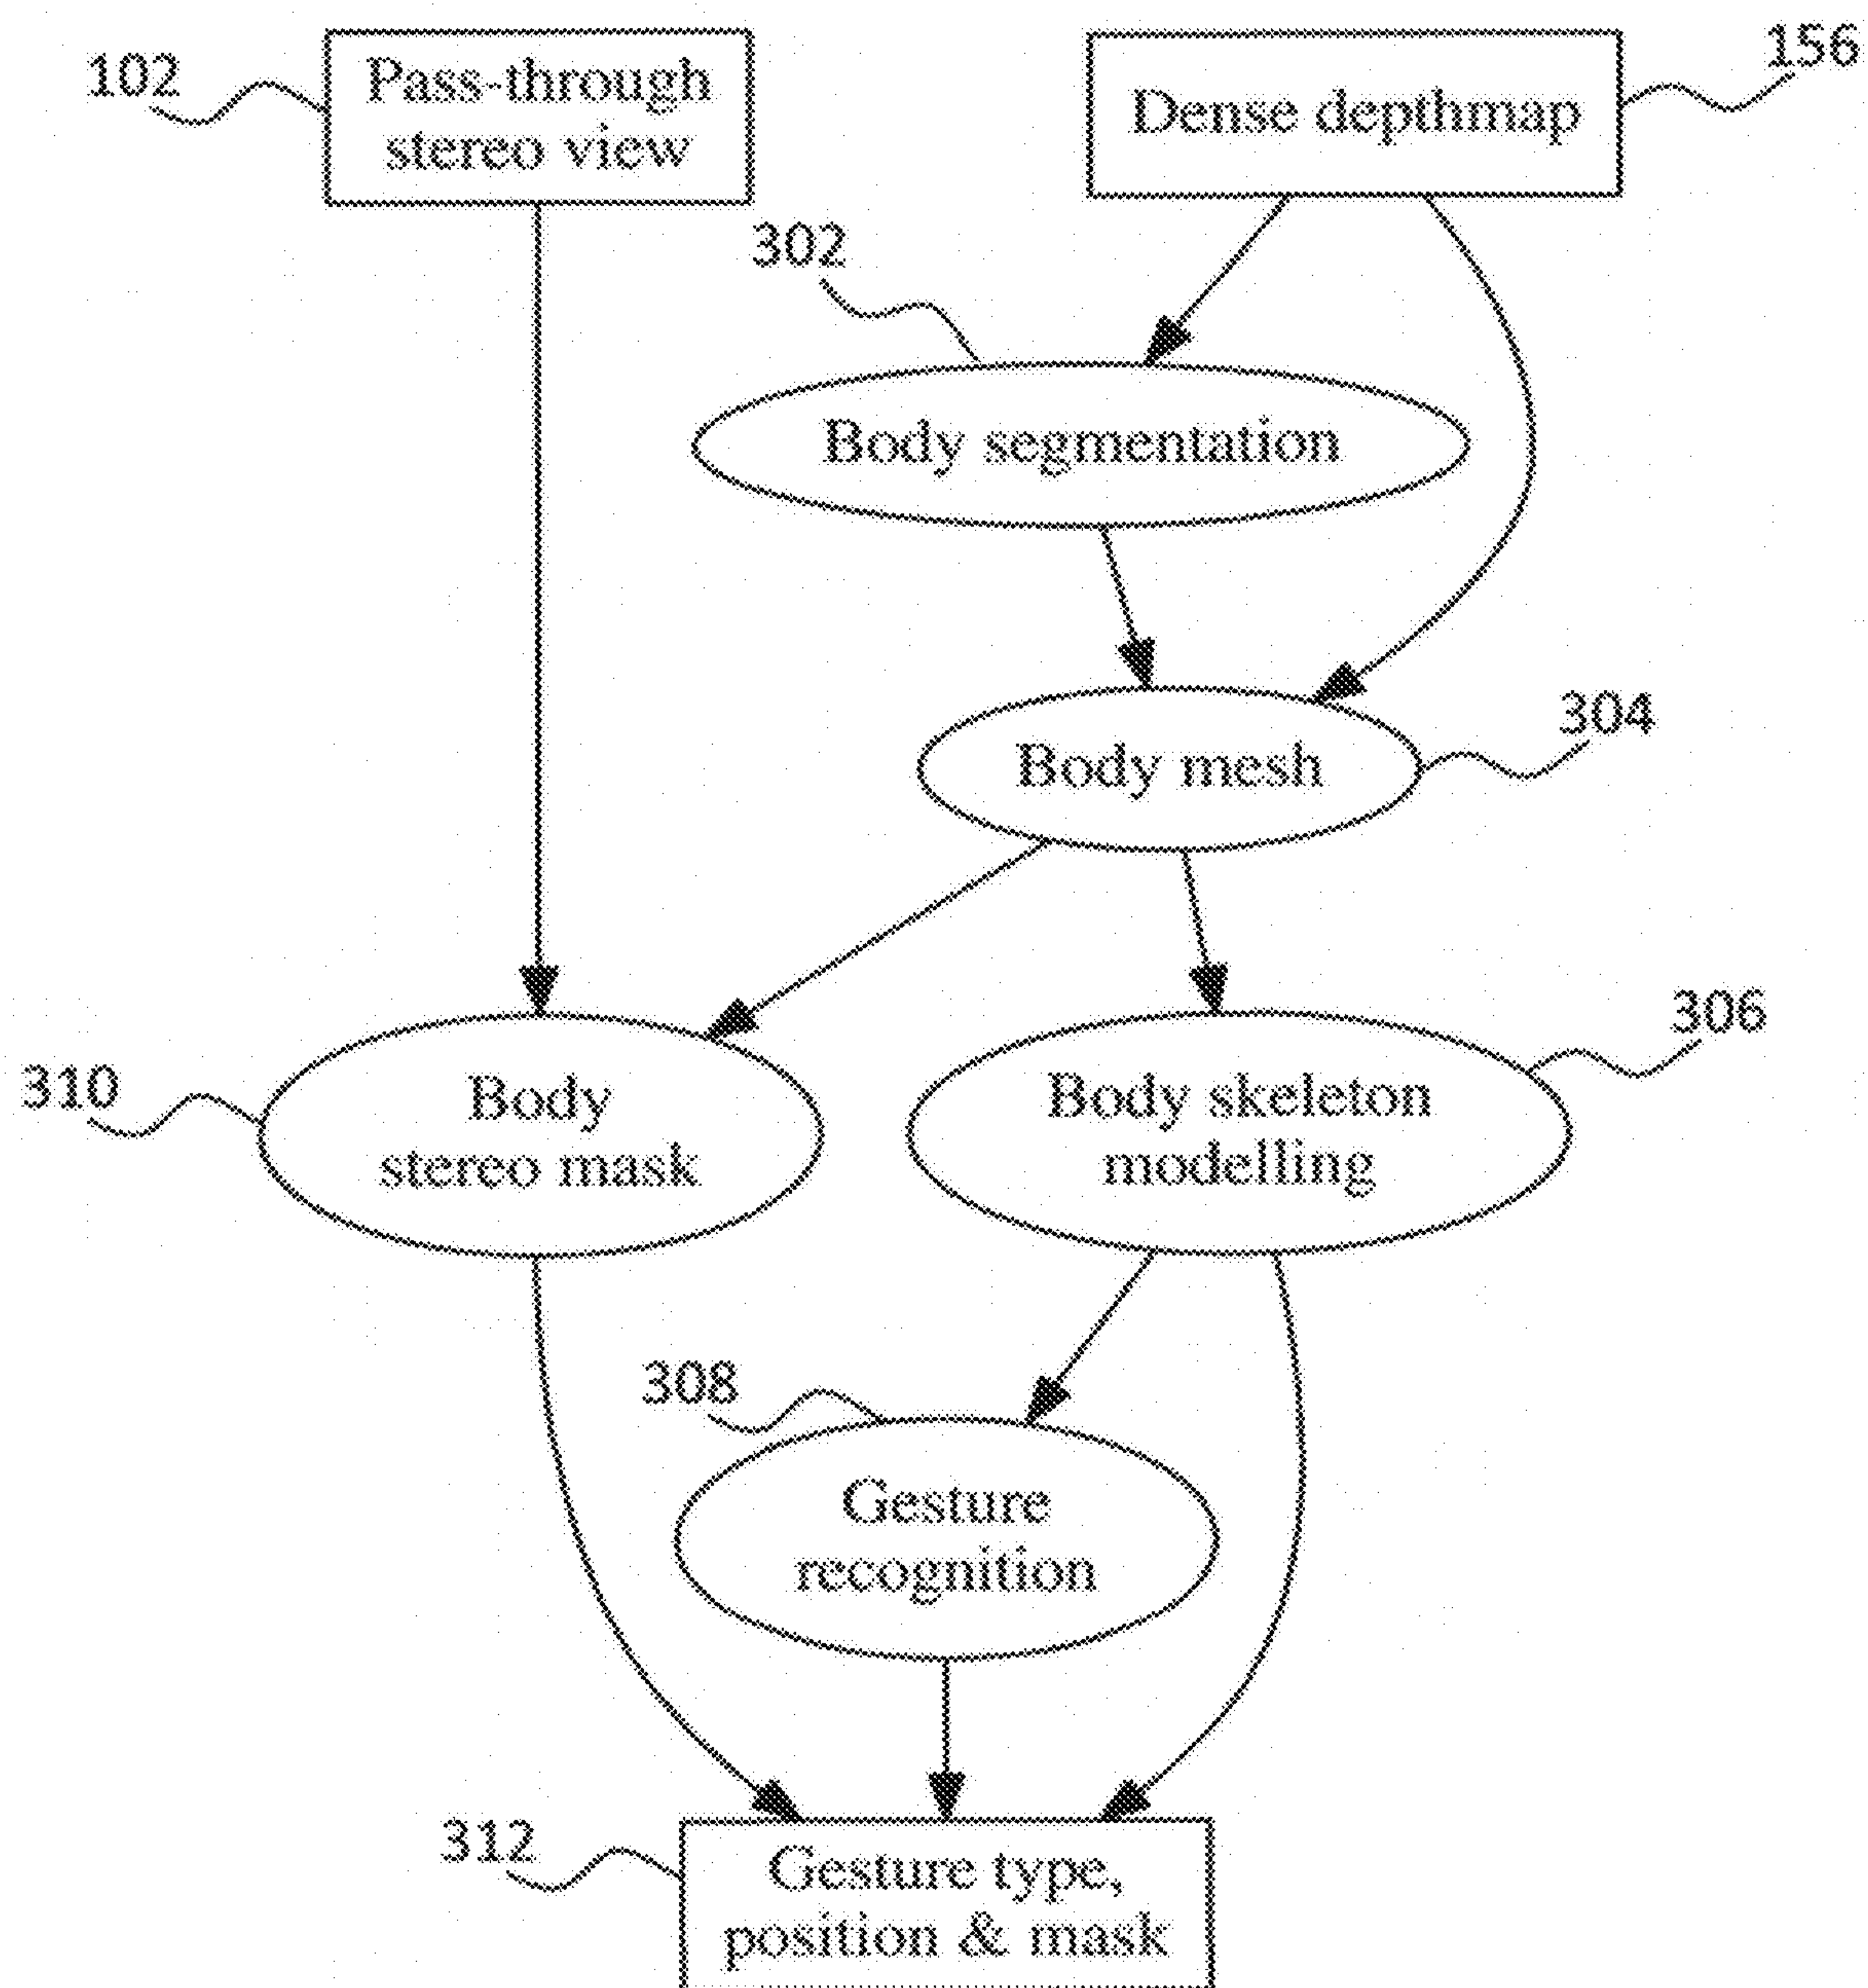 102
Pass-through
stereo view
Dense depthmap
156
302
Body segmentation
Body mesh
304
310
Body
stereo mask
Body skeleton
modelling
306
308
Gesture
recognition
312
Gesture type,
position & mask